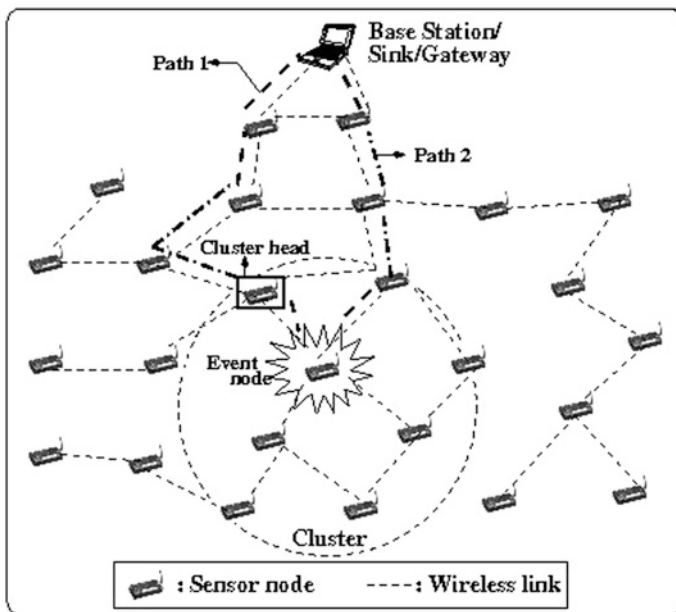 Base Station/
Sink/Gateway
Path 1
Path 2
Cluster head
Event
node
Cluster
: Sensor node
: Wireless link